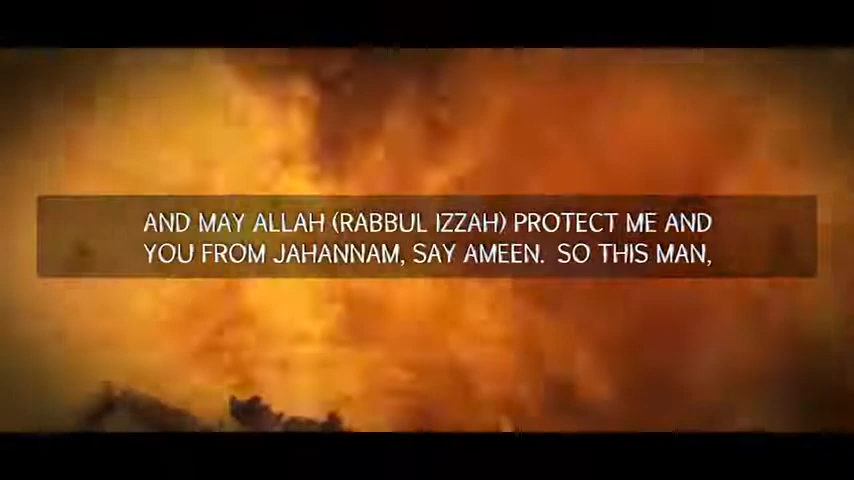 AND MAY ALLAH (RABBUL IZZAH) PROTECT ME AND
YOU FROM JAHANNAM, SAY AMEEN.  SO THIS MAN,